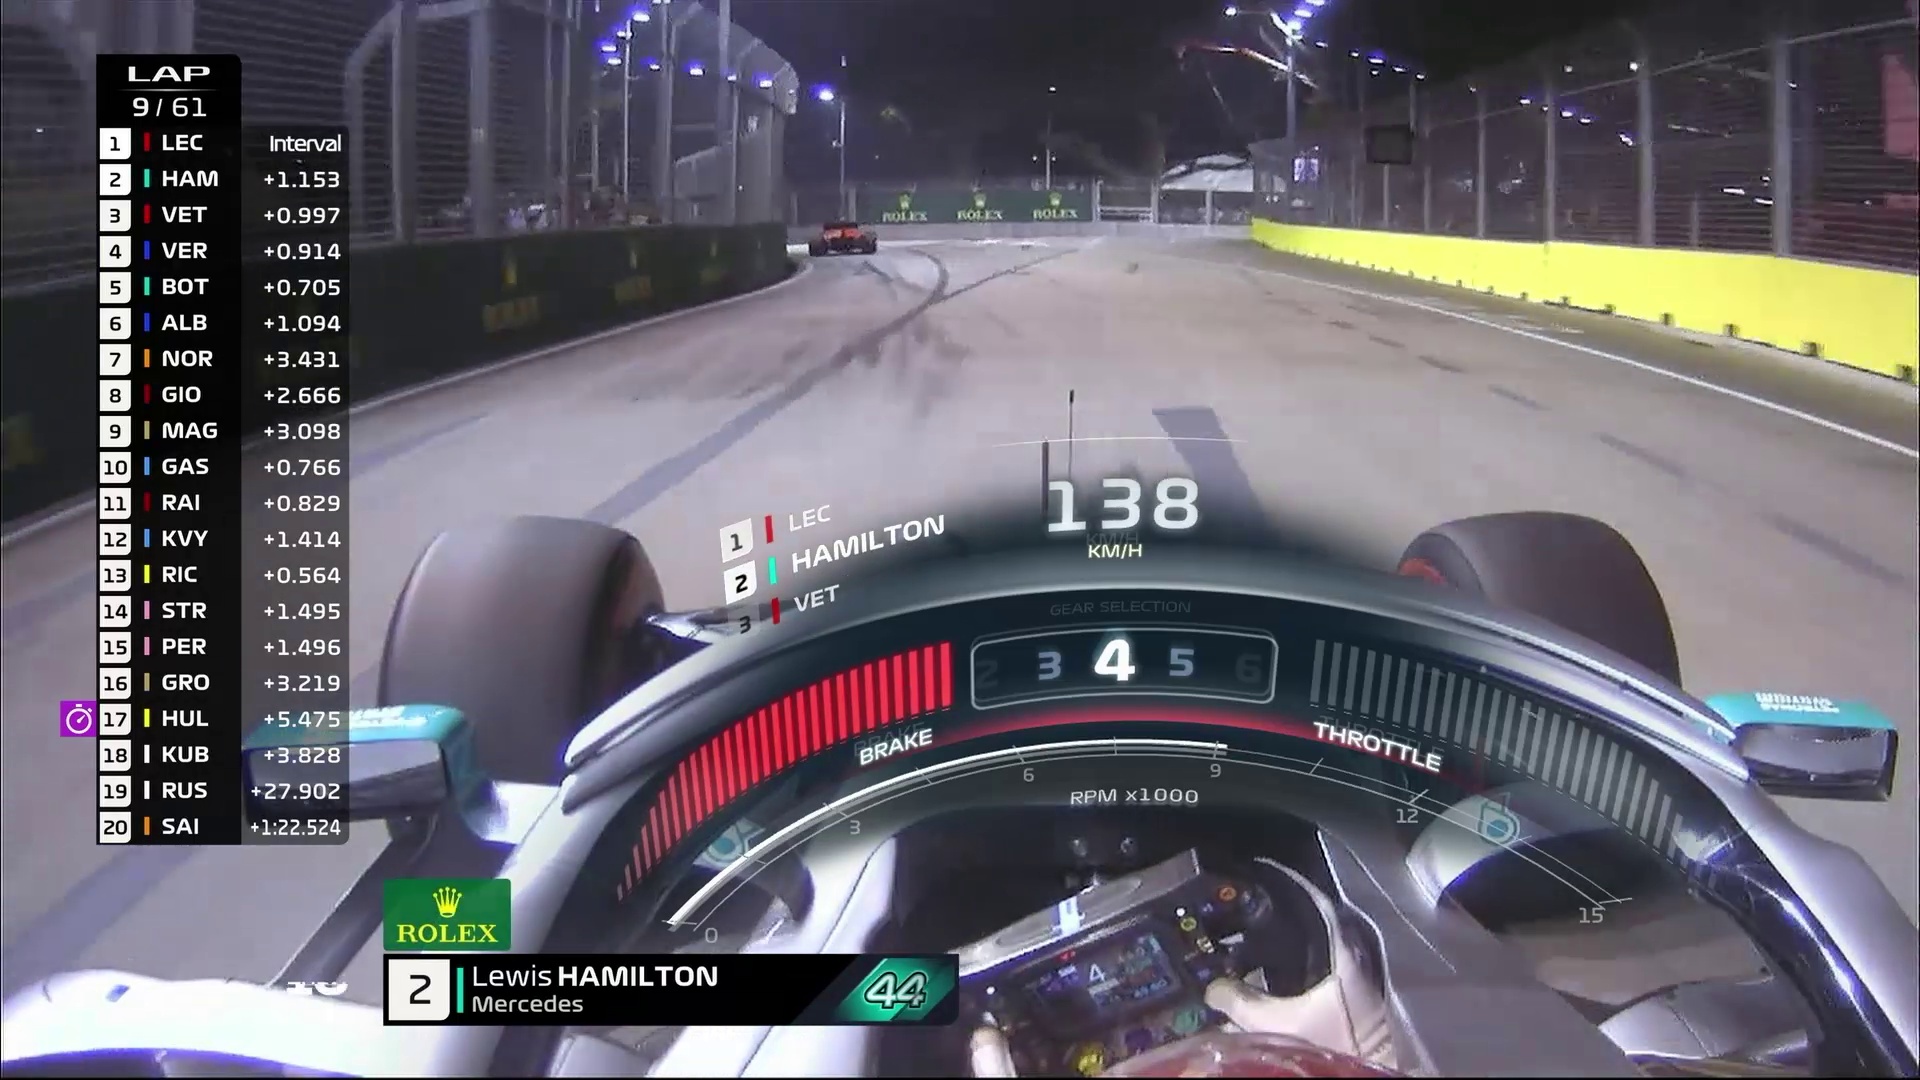 LAP
9 / 61
1 LEC Interval
2 HAM +1.153
3 VET +0.997
4 VER +0.914
5 BOT +0.705
6 ALB +1.094
7 NOR +3.431
8 GIO +2.666
9 MAG +3.098
10 GAS +0.766
11 RAI +0.829
12 KVY +1.414
13 RIC +0.564
14 STR +1.495
15 PER +1.496
16 GRO +3.219
17 HUL +5.475
18 KUB +3.828
19 RUS +27.902
20 SAI +1:22.524
ROLEX ROLEX ROLEX
1 LEC
2 HAMILTON
3 VET
138
KM/H
GEAR SELECTION
2 3 4 5 6
BRAKE
THROTTLE
0 3 6 9 12 15
RPM x1000
4
ROLEX
2 Lewis HAMILTON 44
Mercedes